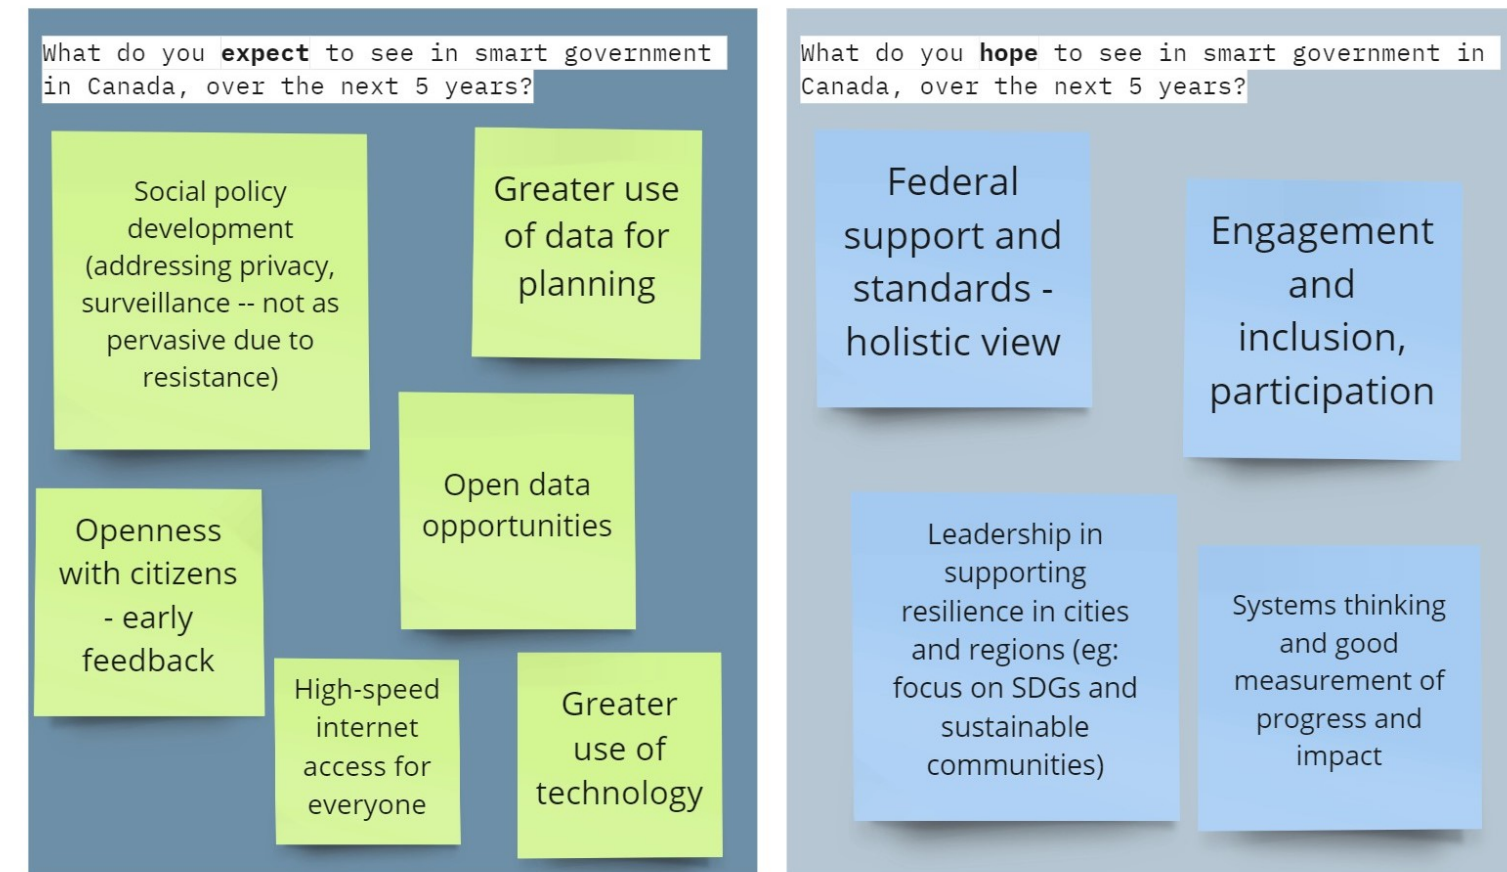 What do you expect to see in smart government
in Canada, over the next 5 years?
Social policy
development
(addressing privacy,
surveillance -- not as
pervasive due to
resistance)
Greater use
of data for
planning
Open data
opportunities
Openness
with citizens
- early
feedback
High-speed
internet
access for
everyone
Greater
use of
technology
What do you hope to see in smart government in
Canada, over the next 5 years?
Federal
support and
standards -
holistic view
Engagement
and
inclusion,
participation
Leadership in
supporting
resilience in cities
and regions (eg:
focus on SDGs and
sustainable
communities)
Systems thinking
and good
measurement of
progress and
impact